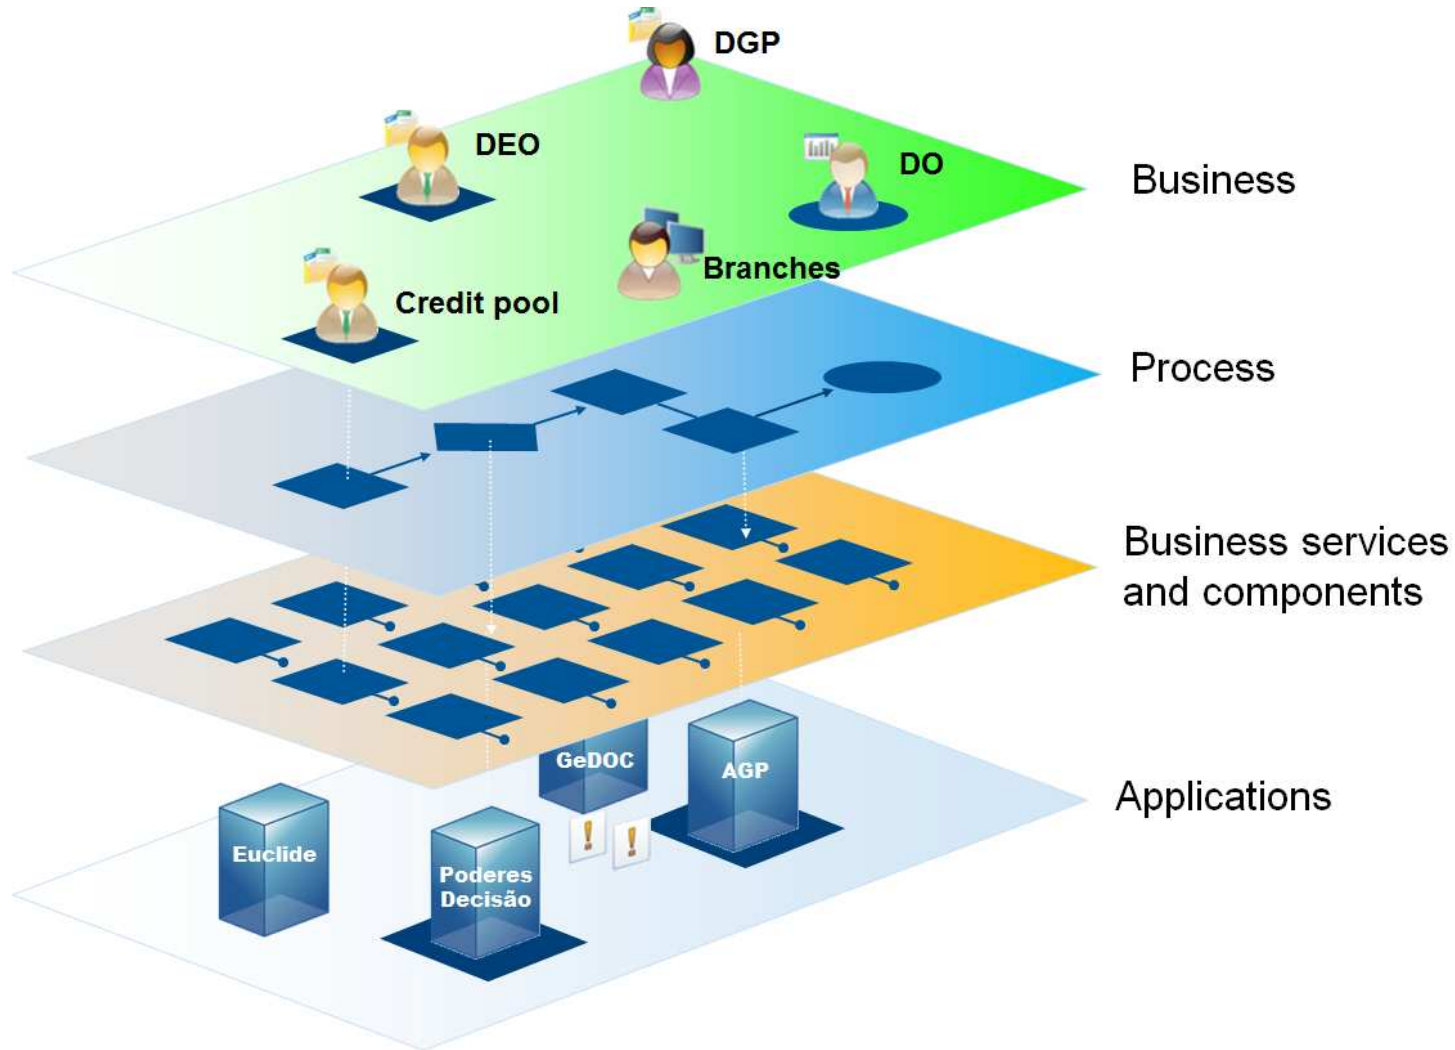 DGP
DEO
DO
Business
Branches
Credit pool
Process
Business services
and components
GeDOC
AGP
Applications
Euclide
Poderes
Decisão